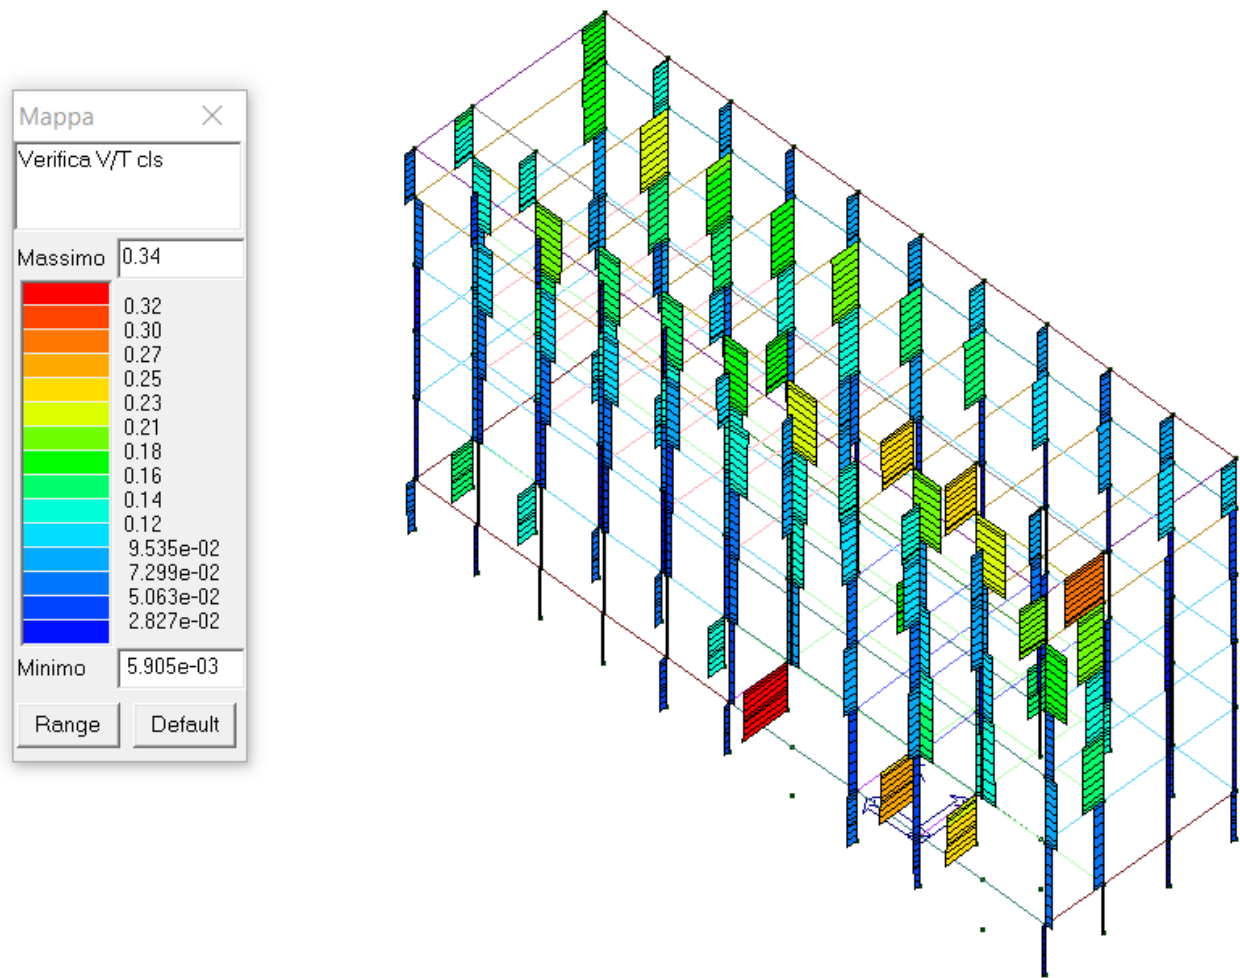 Mappa
Verifica V/T cls
Massimo 0.34
0.32
0.30
0.27
0.25
0.23
0.21
0.18
0.16
0.14
0.12
9.535e-02
7.299e-02
5.063e-02
2.827e-02
Minimo 5.905e-03
Range Default